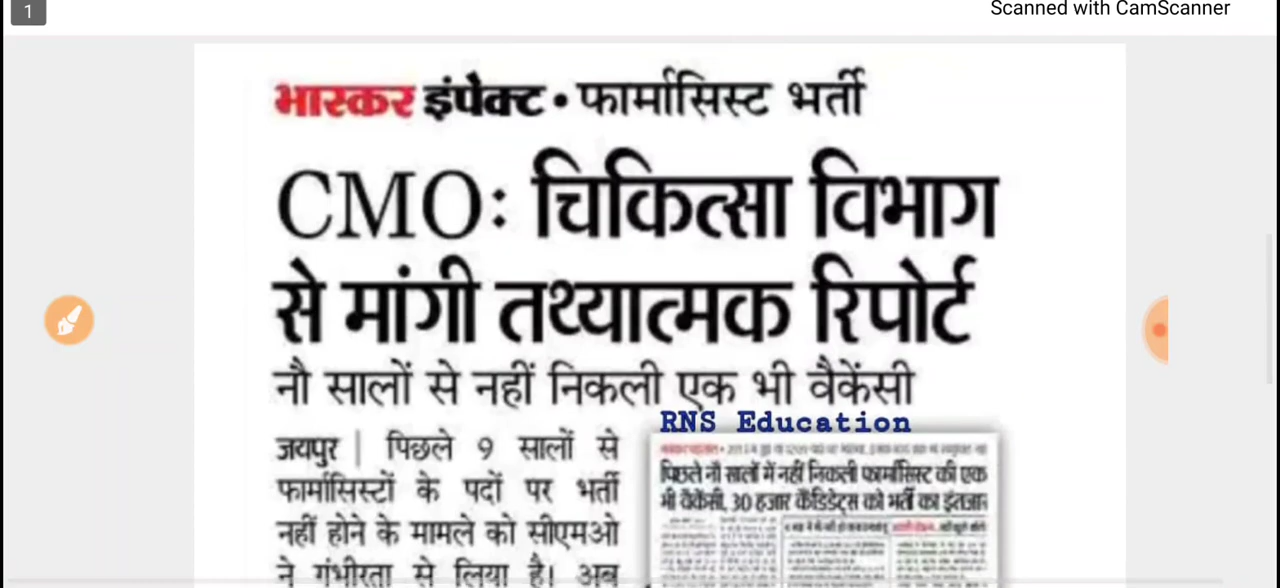 1
Scanned with CamScanner
भास्कर इंपेक्ट • फार्मासिस्ट भर्ती
CMO: चिकित्सा विभाग
से मांगी तथ्यात्मक रिपोर्ट
नौ सालों से नहीं निकली एक भी वैकेंसी
RNS Education
जयपुर | पिछले 9 सालों से
फार्मासिस्टों के पदों पर भर्ती
नहीं होने के मामले को सीएमओ
ने गंभीरता से लिया है। अब
पिछले नौ सालों में नहीं निकली फार्मासिस्ट की एक
भी वैकेंसी, 30 हजार कैंडिडेट्स को भर्ती का इंतजार